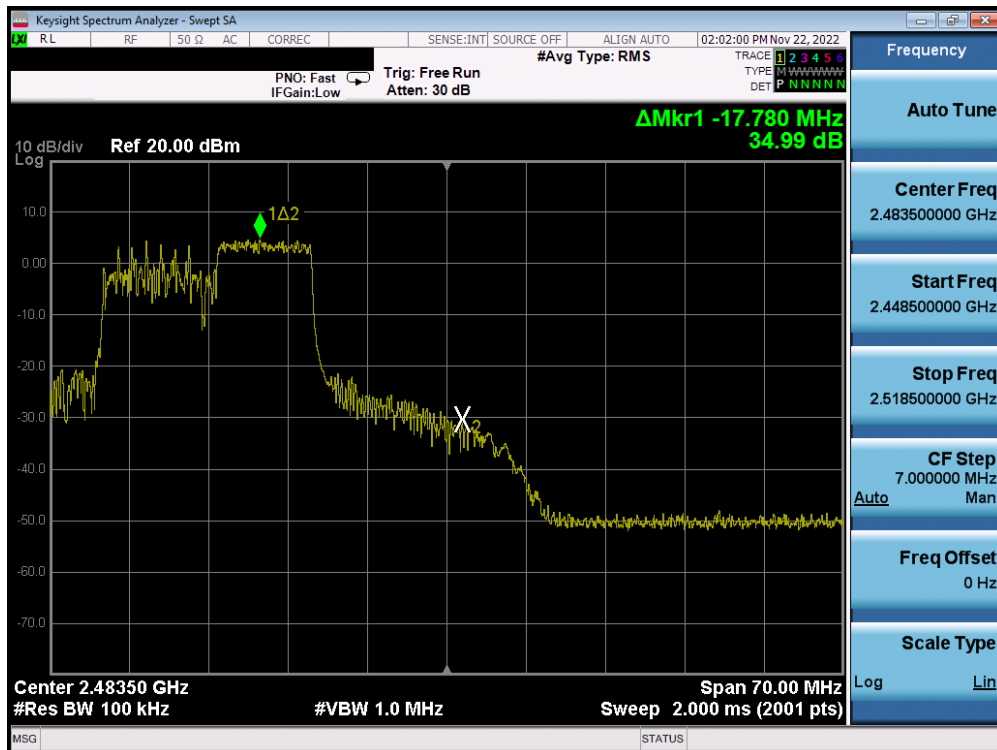 Keysight Spectrum Analyzer - Swept SA
LXI RL RF 50 Ω AC CORREC SENSE:INT SOURCE OFF ALIGN AUTO 02:02:00 PM Nov 22, 2022
#Avg Type: RMS
TRACE 1 2 3 4 5 6
PNO: Fast Trig: Free Run
TYPE M WWWWWW
IFGain:Low Atten: 30 dB
DET P N N N N N
ΔMkr1 -17.780 MHz
34.99 dB
10 dB/div Ref 20.00 dBm
Log
10.0
1Δ2
0.00
-10.0
-20.0
-30.0
X2
-40.0
-50.0
-60.0
-70.0
Center 2.48350 GHz Span 70.00 MHz
#Res BW 100 kHz #VBW 1.0 MHz Sweep 2.000 ms (2001 pts)
MSG STATUS
Frequency
Auto Tune
Center Freq
2.483500000 GHz
Start Freq
2.448500000 GHz
Stop Freq
2.518500000 GHz
CF Step
7.000000 MHz
Auto Man
Freq Offset
0 Hz
Scale Type
Log Lin